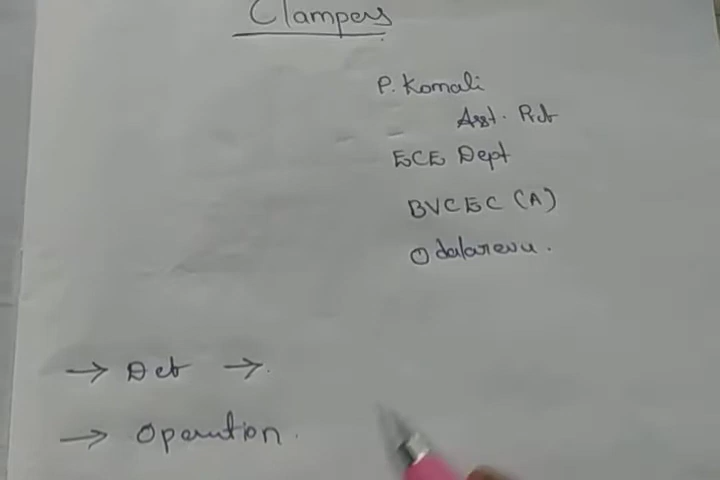 Clampers
P. Komali
Asst. Prof
ECE Dept
BVCEC (A)
Odalarevu.
→ Def →.
→ Operation.